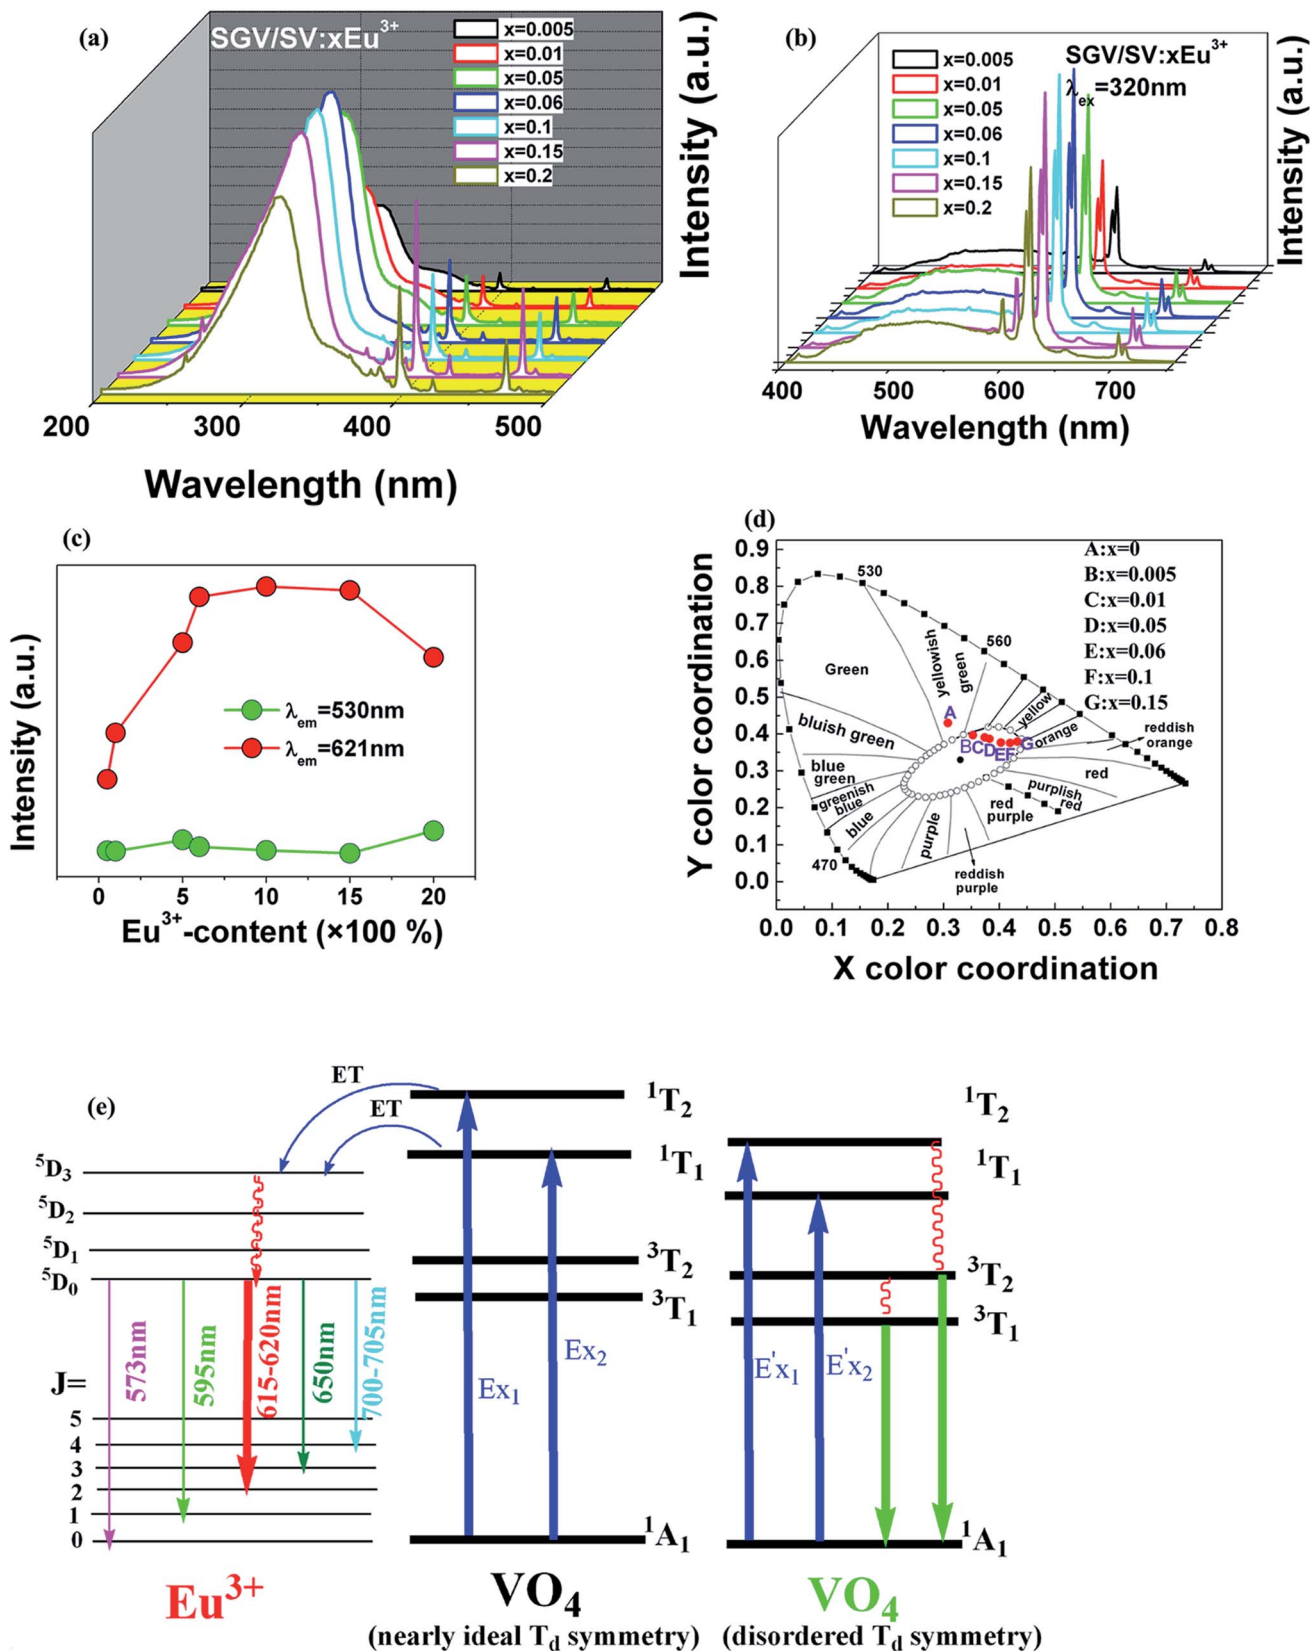 (a)
SGV/SV:xEu3+
x=0.005
x=0.01
x=0.05
x=0.06
x=0.1
x=0.15
x=0.2
Intensity (a.u.)
200 300 400 500
Wavelength (nm)
(b)
SGV/SV:xEu3+
λex=320nm
x=0.005
x=0.01
x=0.05
x=0.06
x=0.1
x=0.15
x=0.2
Intensity (a.u.)
400 500 600 700
Wavelength (nm)
(c)
Intensity (a.u.)
λem=530nm
λem=621nm
0 5 10 15 20
Eu3+-content (×100 %)
(d)
Y color coordination
0.9
0.8
0.7
0.6
0.5
0.4
0.3
0.2
0.1
0.0
0.0 0.1 0.2 0.3 0.4 0.5 0.6 0.7 0.8
X color coordination
A:x=0
B:x=0.005
C:x=0.01
D:x=0.05
E:x=0.06
F:x=0.1
G:x=0.15
530
560
470
Green
yellowish
green
yellow
orange
reddish
orange
bluish green
blue
green
greenish
blue
blue
purple
reddish
purple
red
purple
purplish
red
red
A
B
C
D
E
F
G
(e)
ET
ET
5D3
5D2
5D1
5D0
573nm
595nm
615-620nm
650nm
700-705nm
J=
5
4
3
2
1
0
Eu3+
1T2
1T1
3T2
3T1
Ex1
Ex2
1A1
VO4
(nearly ideal Td symmetry)
1T2
1T1
3T2
3T1
E'x1
E'x2
1A1
VO4
(disordered Td symmetry)